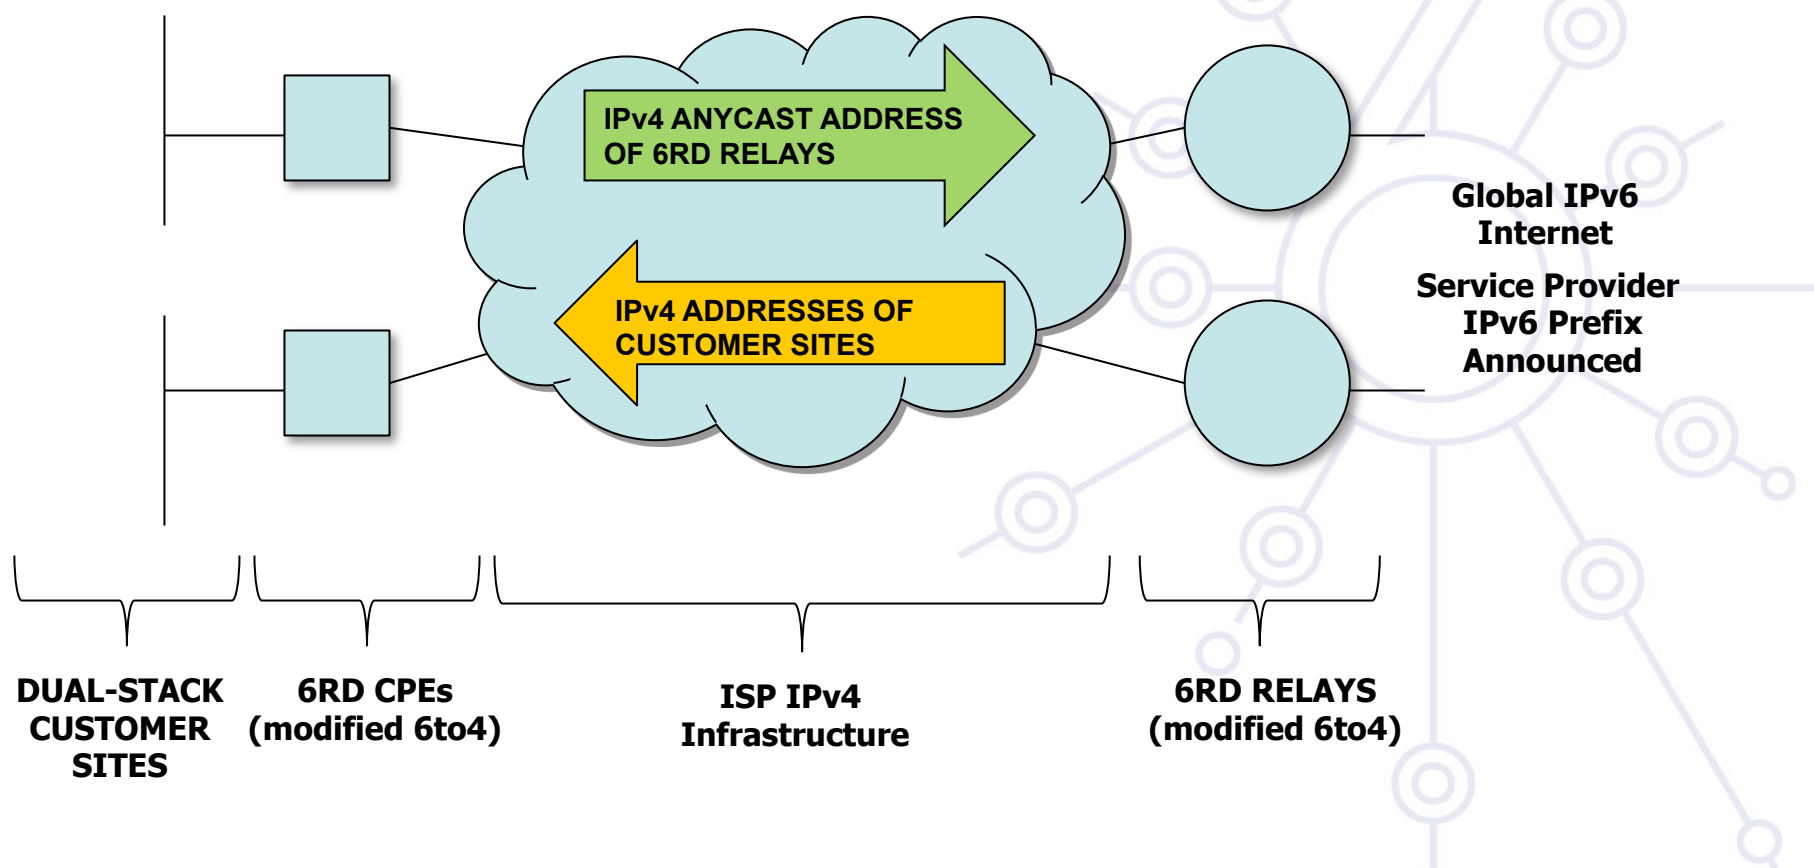 IPv4 ANYCAST ADDRESS
OF 6RD RELAYS
Global IPv6
Internet
Service Provider
IPv6 Prefix
Announced
IPv4 ADDRESSES OF
CUSTOMER SITES
DUAL-STACK
CUSTOMER
SITES
6RD CPEs
(modified 6to4)
ISP IPv4
Infrastructure
6RD RELAYS
(modified 6to4)